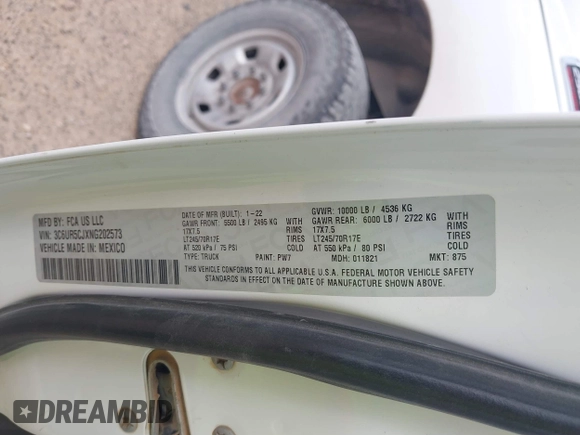 MFD BY: FCA US LLC
VIN: 3C6UR5CJXNG202573
VEHICLE MADE IN: MEXICO
DATE OF MFR (BUILT): 1-22 GVWR: 10000 LB / 4536 KG
GAWR FRONT: 5500 LB / 2495 KG WITH GAWR REAR: 6000 LB / 2722 KG WITH
17X7.5 RIMS 17X7.5 RIMS
LT245/70R17E TIRES LT245/70R17E TIRES
AT 520 kPa / 75 PSI COLD AT 550 kPa / 80 PSI COLD
TYPE: TRUCK PAINT: PW7 MDH: 011821 MKT: 875
THIS VEHICLE CONFORMS TO ALL APPLICABLE U.S.A. FEDERAL MOTOR VEHICLE SAFETY
STANDARDS IN EFFECT ON THE DATE OF MANUFACTURE SHOWN ABOVE.
DREAMBID